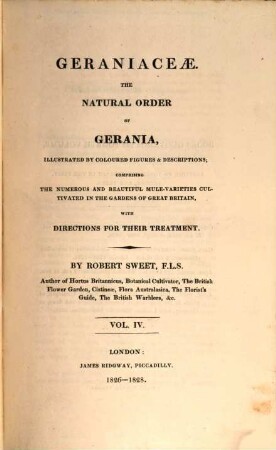 GERANIACEÆ.
THE
NATURAL ORDER
OF
GERANIA,
ILLUSTRATED BY COLOURED FIGURES & DESCRIPTIONS;
COMPRISING
THE NUMEROUS AND BEAUTIFUL MULE-VARIETIES CUL-
TIVATED IN THE GARDENS OF GREAT BRITAIN,
WITH
DIRECTIONS FOR THEIR TREATMENT.
BY ROBERT SWEET, F.L.S.
Author of Hortus Britannicus, Botanical Cultivator, The British
Flower Garden, Cistineæ, Flora Australasica, The Florist's
Guide, The British Warblers, &c.
VOL. IV.
LONDON:
JAMES RIDGWAY, PICCADILLY.
1826—1828.